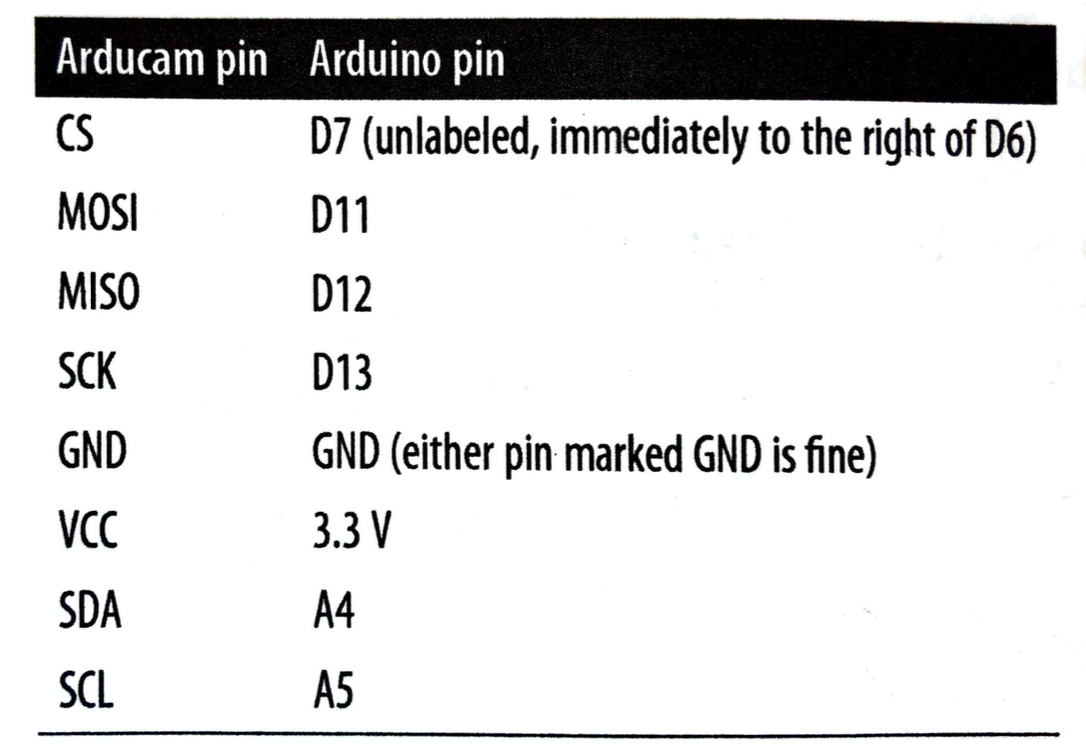 Arducam pin Arduino pin
CS D7 (unlabeled, immediately to the right of D6)
MOSI D11
MISO D12
SCK D13
GND GND (either pin marked GND is fine)
VCC 3.3 V
SDA A4
SCL A5